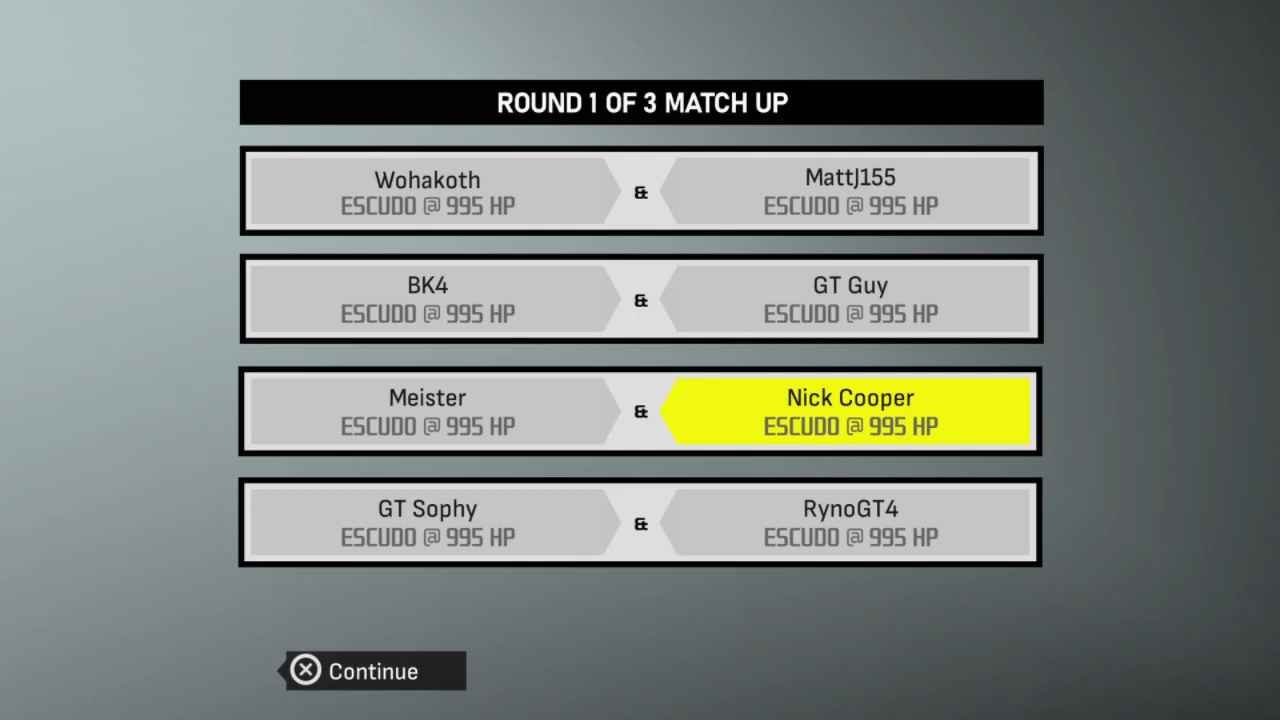 ROUND 1 OF 3 MATCH UP
Wohakoth
ESCUDO @ 995 HP
&
MattJ155
ESCUDO @ 995 HP
BK4
ESCUDO @ 995 HP
&
GT Guy
ESCUDO @ 995 HP
Meister
ESCUDO @ 995 HP
&
Nick Cooper
ESCUDO @ 995 HP
GT Sophy
ESCUDO @ 995 HP
&
RynoGT4
ESCUDO @ 995 HP
Continue